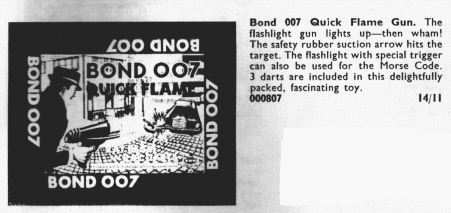 BOND 007
BOND 007
BOND 007
QUICK FLAME
BOND 007
BOND 007
Bond 007 Quick Flame Gun. The
flashlight gun lights up—then wham!
The safety rubber suction arrow hits the
target. The flashlight with special trigger
can also be used for the Morse Code.
3 darts are included in this delightfully
packed, fascinating toy.
000807 14/11